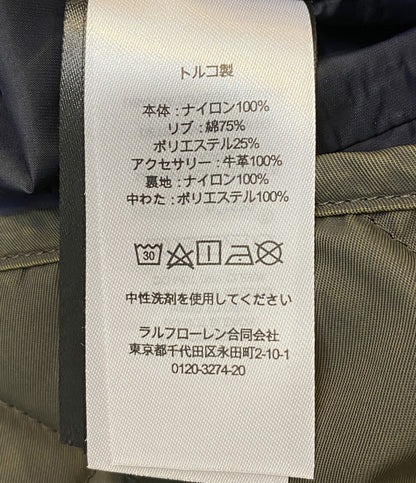 トルコ製
本体 : ナイロン100%
リブ : 綿75%
ポリエステル25%
アクセサリー : 牛革100%
裏地 : ナイロン100%
中わた : ポリエステル100%
30
中性洗剤を使用してください
ラルフローレン合同会社
東京都千代田区永田町2-10-1
0120-3274-20